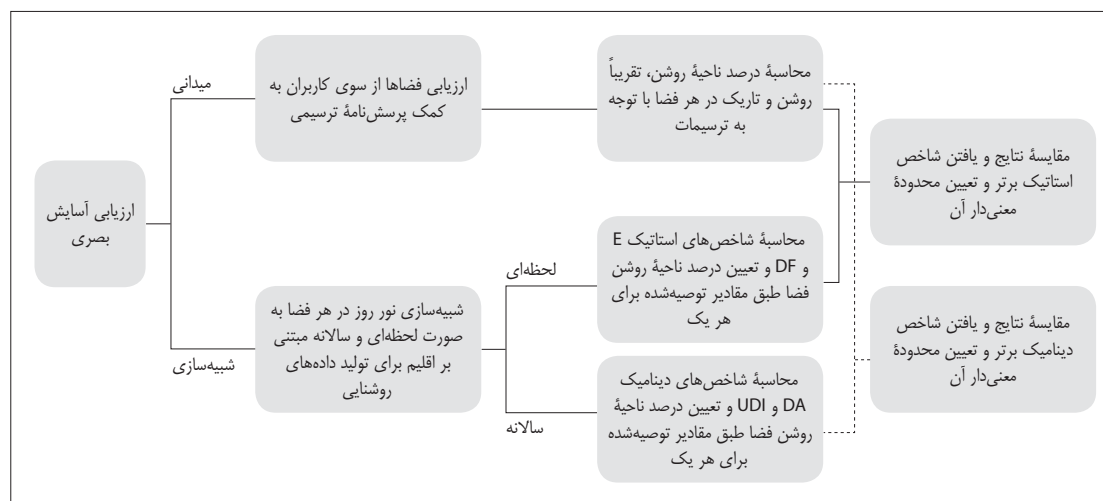 ارزیابی آسایش
بصری
میدانی
ارزیابی فضاها از سوی کاربران به
کمک پرسش‌نامهٔ ترسیمی
محاسبهٔ درصد ناحیهٔ روشن، تقریباً
روشن و تاریک در هر فضا با توجه
به ترسیمات
شبیه‌سازی
شبیه‌سازی نور روز در هر فضا به
صورت لحظه‌ای و سالانه مبتنی
بر اقلیم برای تولید داده‌های
روشنایی
لحظه‌ای
محاسبهٔ شاخص‌های استاتیک E
و DF و تعیین درصد ناحیهٔ روشن
فضا طبق مقادیر توصیه‌شده برای
هر یک
سالانه
محاسبهٔ شاخص‌های دینامیک
DA و UDI و تعیین درصد ناحیهٔ
روشن فضا طبق مقادیر توصیه‌شده
برای هر یک
مقایسهٔ نتایج و یافتن شاخص
استاتیک برتر و تعیین محدودهٔ
معنی‌دار آن
مقایسهٔ نتایج و یافتن شاخص
دینامیک برتر و تعیین محدودهٔ
معنی‌دار آن